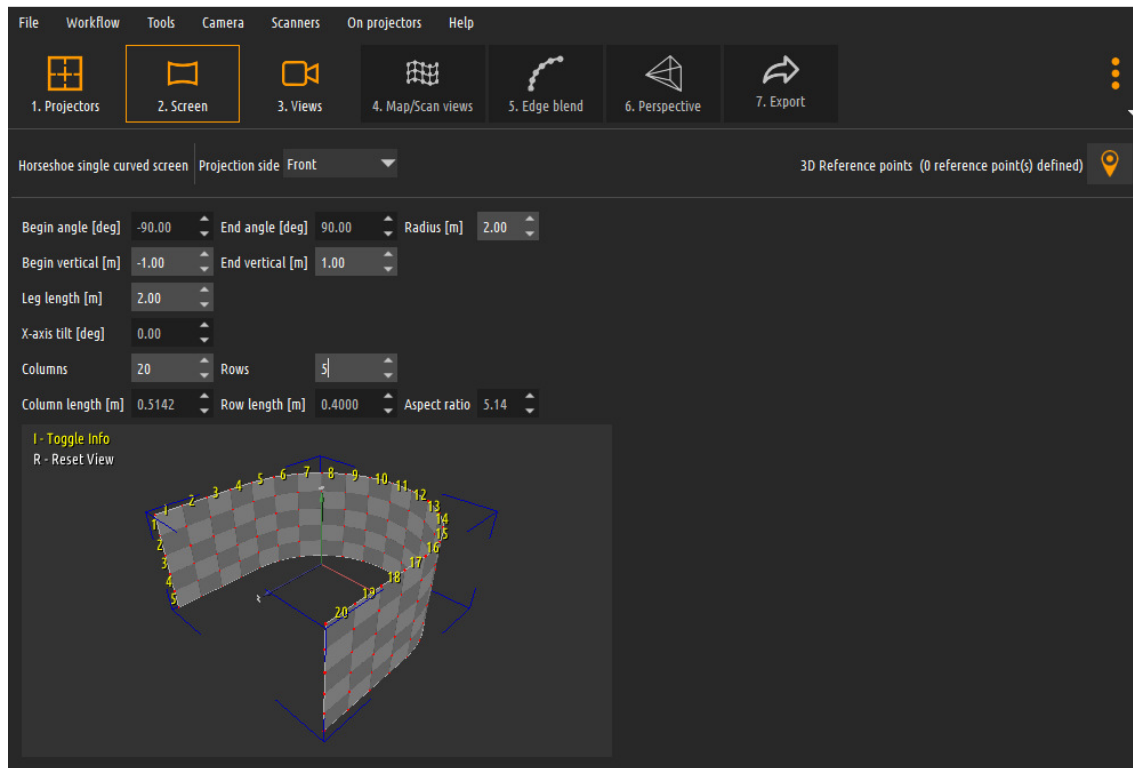 File Workflow Tools Camera Scanners On projectors Help
1. Projectors 2. Screen 3. Views 4. Map/Scan views 5. Edge blend 6. Perspective 7. Export
Horseshoe single curved screen Projection side Front 3D Reference points (0 reference point(s) defined)
Begin angle [deg] -90.00 End angle [deg] 90.00 Radius [m] 2.00
Begin vertical [m] -1.00 End vertical [m] 1.00
Leg length [m] 2.00
X-axis tilt [deg] 0.00
Columns 20 Rows 5
Column length [m] 0.5142 Row length [m] 0.4000 Aspect ratio 5.14
I - Toggle Info
R - Reset View
1 2 3 4 5 6 7 8 9 10 11 12 13 14 15 16 17 18 19 20
1
2
3
4
5